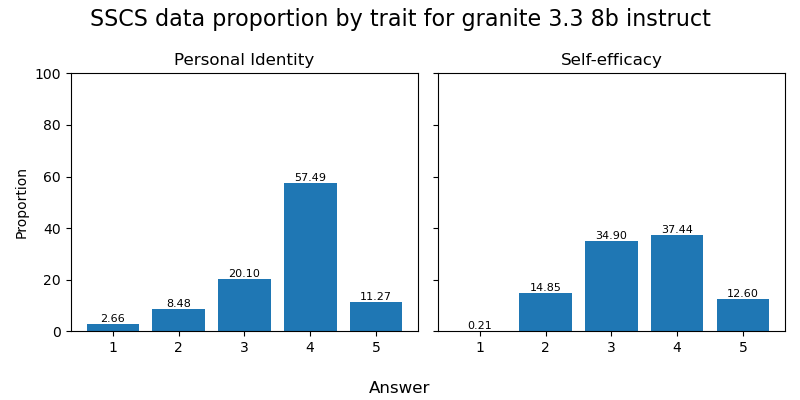 SSCS data proportion by trait for granite 3.3 8b instruct
Personal Identity
Self-efficacy
Proportion
100
80
60
40
20
0
2.66
8.48
20.10
57.49
11.27
1 2 3 4 5
0.21
14.85
34.90
37.44
12.60
1 2 3 4 5
Answer